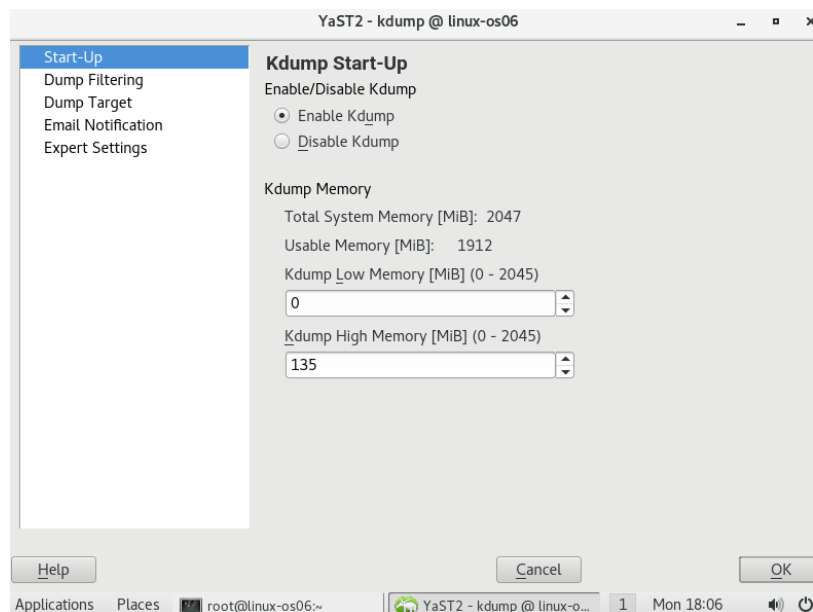 YaST2 - kdump @ linux-os06
Start-Up
Dump Filtering
Dump Target
Email Notification
Expert Settings
Kdump Start-Up
Enable/Disable Kdump
Enable Kdump
Disable Kdump
Kdump Memory
Total System Memory [MiB]: 2047
Usable Memory [MiB]: 1912
Kdump Low Memory [MiB] (0 - 2045)
0
Kdump High Memory [MiB] (0 - 2045)
135
Help
Cancel
OK
Applications Places root@linux-os06:~ YaST2 - kdump @ linux-o... 1 Mon 18:06